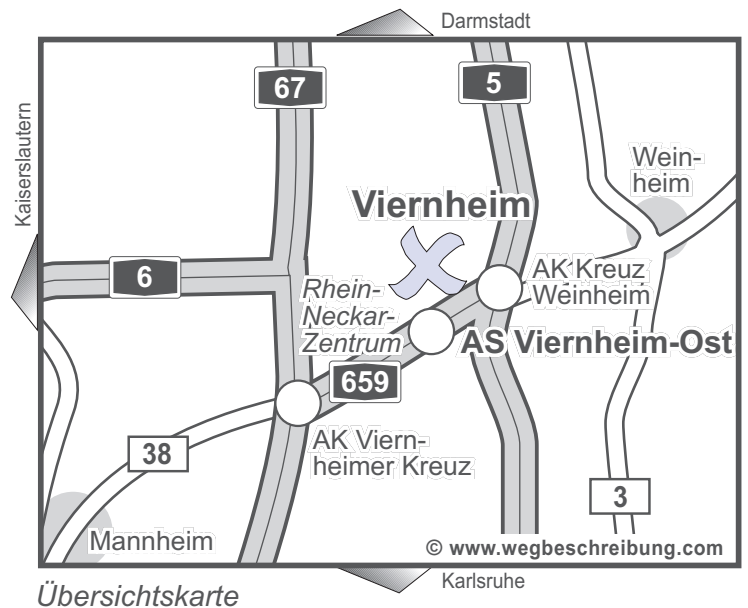 Darmstadt
67
5
Kaiserslautern
Wein-
heim
Viernheim
6
AK Kreuz
Weinheim
Rhein-
Neckar-
Zentrum
AS Viernheim-Ost
659
AK Viern-
heimer Kreuz
38
3
Mannheim
© www.wegbeschreibung.com
Karlsruhe
Übersichtskarte